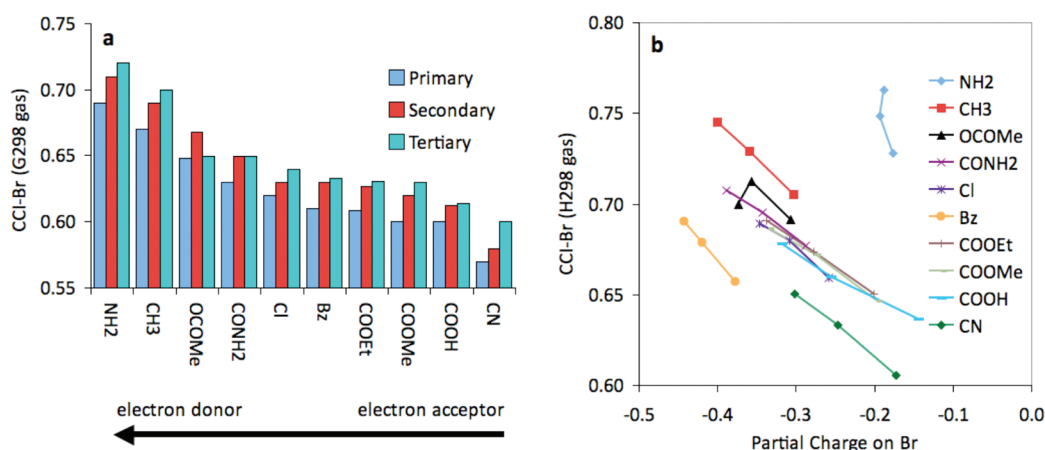 a
0.75
0.70
0.65
0.60
0.55
CCl-Br (G298 gas)
Primary
Secondary
Tertiary
NH2
CH3
OCOMe
CONH2
Cl
Bz
COOEt
COOMe
COOH
CN
electron donor
electron acceptor
b
0.80
0.75
0.70
0.65
0.60
CCl-Br (H298 gas)
NH2
CH3
OCOMe
CONH2
Cl
Bz
COOEt
COOMe
COOH
CN
-0.5
-0.4
-0.3
-0.2
-0.1
0.0
Partial Charge on Br